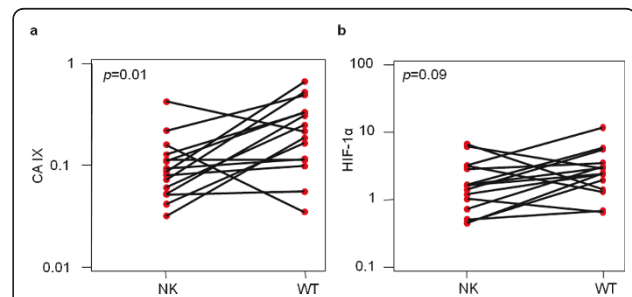 a
b
p=0.01
p=0.09
CA IX
1
0.1
0.01
NK WT
HIF-1α
100
10
1
0.1
NK WT